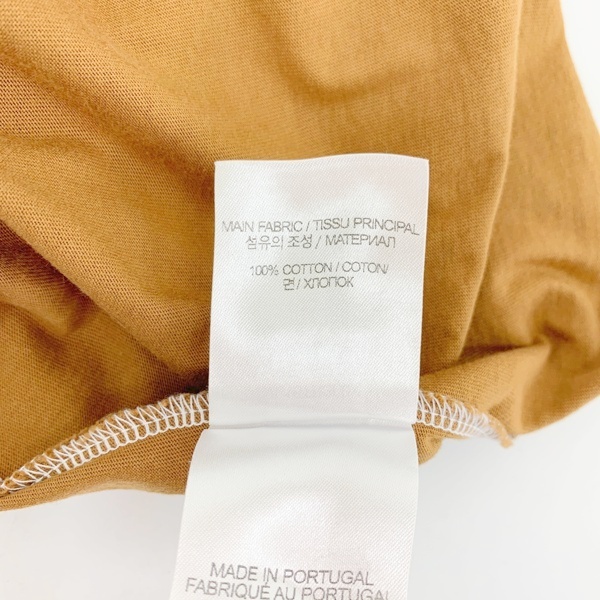 MAIN FABRIC / TISSU PRINCIPAL
섬유의 조성 / МАТЕРИАЛ
100% COTTON / COTON/
면 / ХЛОПОК
MADE IN PORTUGAL
FABRIQUÉ AU PORTUGAL